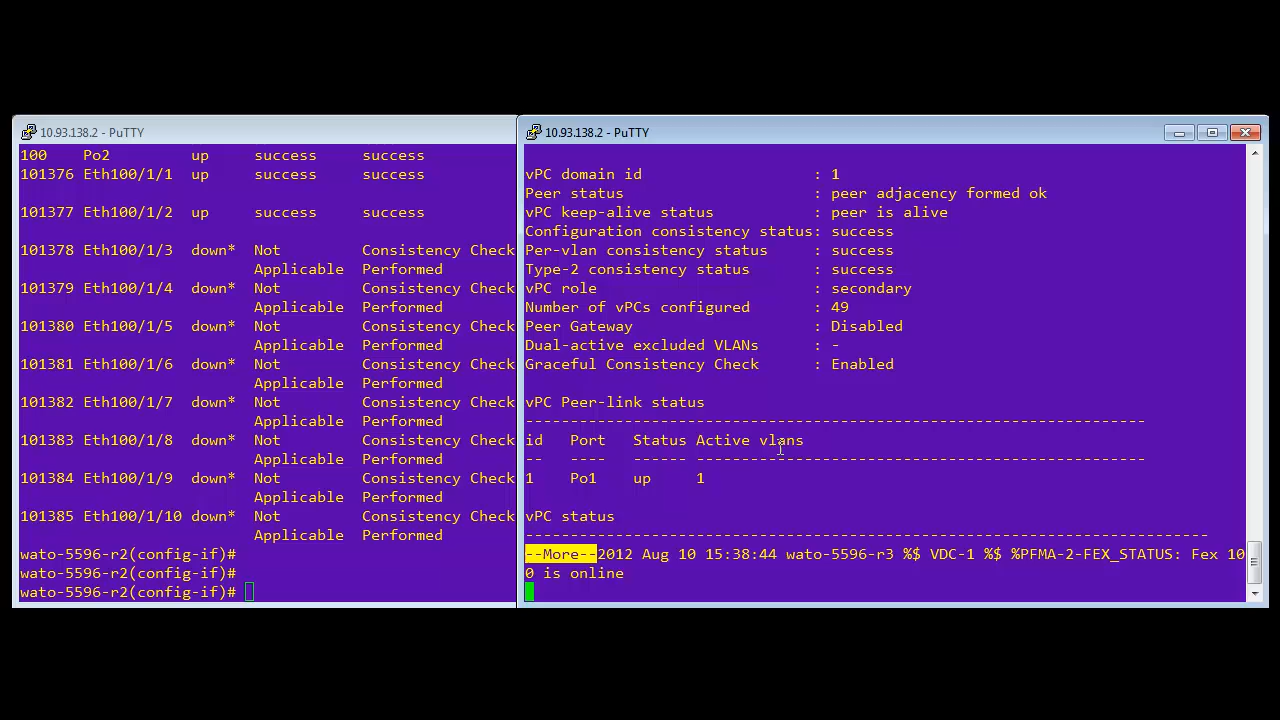 10.93.138.2 - PuTTY
100    Po2         up     success     success
101376 Eth100/1/1  up     success     success
101377 Eth100/1/2  up     success     success
101378 Eth100/1/3  down*  Not         Consistency Check
Applicable  Performed
101379 Eth100/1/4  down*  Not         Consistency Check
Applicable  Performed
101380 Eth100/1/5  down*  Not         Consistency Check
Applicable  Performed
101381 Eth100/1/6  down*  Not         Consistency Check
Applicable  Performed
101382 Eth100/1/7  down*  Not         Consistency Check
Applicable  Performed
101383 Eth100/1/8  down*  Not         Consistency Check
Applicable  Performed
101384 Eth100/1/9  down*  Not         Consistency Check
Applicable  Performed
101385 Eth100/1/10 down*  Not         Consistency Check
Applicable  Performed
wato-5596-r2(config-if)#
wato-5596-r2(config-if)#
wato-5596-r2(config-if)#
10.93.138.2 - PuTTY
vPC domain id                   : 1
Peer status                     : peer adjacency formed ok
vPC keep-alive status           : peer is alive
Configuration consistency status: success
Per-vlan consistency status     : success
Type-2 consistency status       : success
vPC role                        : secondary
Number of vPCs configured       : 49
Peer Gateway                    : Disabled
Dual-active excluded VLANs      : -
Graceful Consistency Check      : Enabled
vPC Peer-link status
---------------------------------------------------------------------
id   Port   Status Active vlans
--   ----   ------ --------------------------------------------------
1    Po1    up     1
vPC status
----------------------------------------------------------------------------
--More--2012 Aug 10 15:38:44 wato-5596-r3 %$ VDC-1 %$ %PFMA-2-FEX_STATUS: Fex 10
0 is online